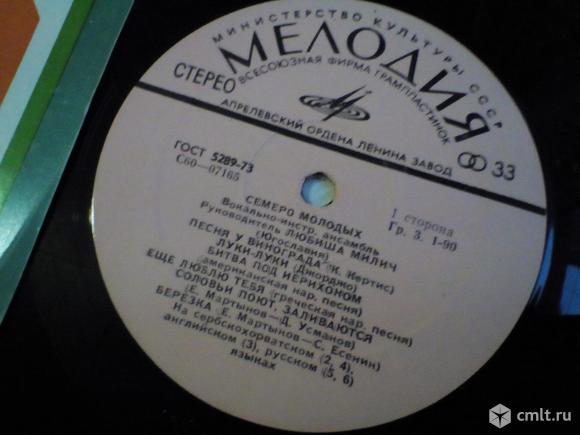 МИНИСТЕРСТВО КУЛЬТУРЫ СССР
МЕЛОДИЯ
ВСЕСОЮЗНАЯ ФИРМА ГРАМПЛАСТИНОК
СТЕРЕО
33
АПРЕЛЕВСКИЙ ОРДЕНА ЛЕНИНА ЗАВОД
ГОСТ 5289-73
С60—07165
1 сторона
Гр. 3. 1-90
СЕМЕРО МОЛОДЫХ
Вокально-инстр. ансамбль
Руководитель ЛЮБИША МИЛИЧ
(Югославия)
ПЕСНЯ У ВИНОГРАДА (К. Кертис)
ЛУКИ-ЛУКИ (Джорджо)
БИТВА ПОД ИЕРИХОНОМ
(американская нар. песня)
ЕЩЕ ЛЮБЛЮ ТЕБЯ (греческая нар. песня)
СОЛОВЬИ ПОЮТ, ЗАЛИВАЮТСЯ
(Е. Мартынов—Д. Усманов)
БЕРЕЗКА (Е. Мартынов—С. Есенин)
На сербскохорватском (2, 4),
английском (3), русском (5, 6)
языках
cmlt.ru